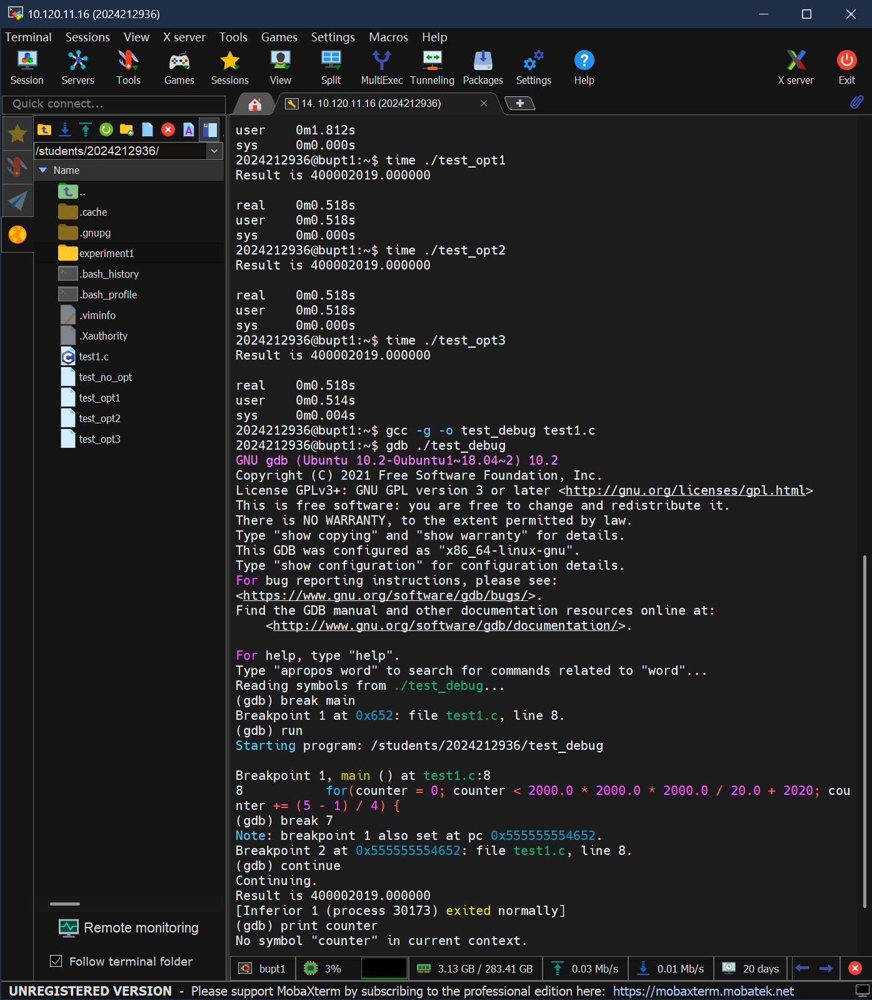 10.120.11.16 (2024212936)
Terminal Sessions View X server Tools Games Settings Macros Help
Session Servers Tools Games Sessions View Split MultiExec Tunneling Packages Settings Help X server Exit
Quick connect...
14. 10.120.11.16 (2024212936)
/students/2024212936/
Name
..
.cache
.gnupg
experiment1
.bash_history
.bash_profile
.viminfo
.Xauthority
test1.c
test_no_opt
test_opt1
test_opt2
test_opt3
Remote monitoring
Follow terminal folder
user    0m1.812s
sys     0m0.000s
2024212936@bupt1:~$ time ./test_opt1
Result is 400002019.000000
real    0m0.518s
user    0m0.518s
sys     0m0.000s
2024212936@bupt1:~$ time ./test_opt2
Result is 400002019.000000
real    0m0.518s
user    0m0.518s
sys     0m0.000s
2024212936@bupt1:~$ time ./test_opt3
Result is 400002019.000000
real    0m0.518s
user    0m0.514s
sys     0m0.004s
2024212936@bupt1:~$ gcc -g -o test_debug test1.c
2024212936@bupt1:~$ gdb ./test_debug
GNU gdb (Ubuntu 10.2-0ubuntu1~18.04~2) 10.2
Copyright (C) 2021 Free Software Foundation, Inc.
License GPLv3+: GNU GPL version 3 or later <http://gnu.org/licenses/gpl.html>
This is free software: you are free to change and redistribute it.
There is NO WARRANTY, to the extent permitted by law.
Type "show copying" and "show warranty" for details.
This GDB was configured as "x86_64-linux-gnu".
Type "show configuration" for configuration details.
For bug reporting instructions, please see:
<https://www.gnu.org/software/gdb/bugs/>.
Find the GDB manual and other documentation resources online at:
    <http://www.gnu.org/software/gdb/documentation/>.
For help, type "help".
Type "apropos word" to search for commands related to "word"...
Reading symbols from ./test_debug...
(gdb) break main
Breakpoint 1 at 0x652: file test1.c, line 8.
(gdb) run
Starting program: /students/2024212936/test_debug
Breakpoint 1, main () at test1.c:8
8           for(counter = 0; counter < 2000.0 * 2000.0 * 2000.0 / 20.0 + 2020; cou
nter += (5 - 1) / 4) {
(gdb) break 7
Note: breakpoint 1 also set at pc 0x555555554652.
Breakpoint 2 at 0x555555554652: file test1.c, line 8.
(gdb) continue
Continuing.
Result is 400002019.000000
[Inferior 1 (process 30173) exited normally]
(gdb) print counter
No symbol "counter" in current context.
bupt1 3% 3.13 GB / 283.41 GB 0.03 Mb/s 0.01 Mb/s 20 days
UNREGISTERED VERSION - Please support MobaXterm by subscribing to the professional edition here: https://mobaxterm.mobatek.net